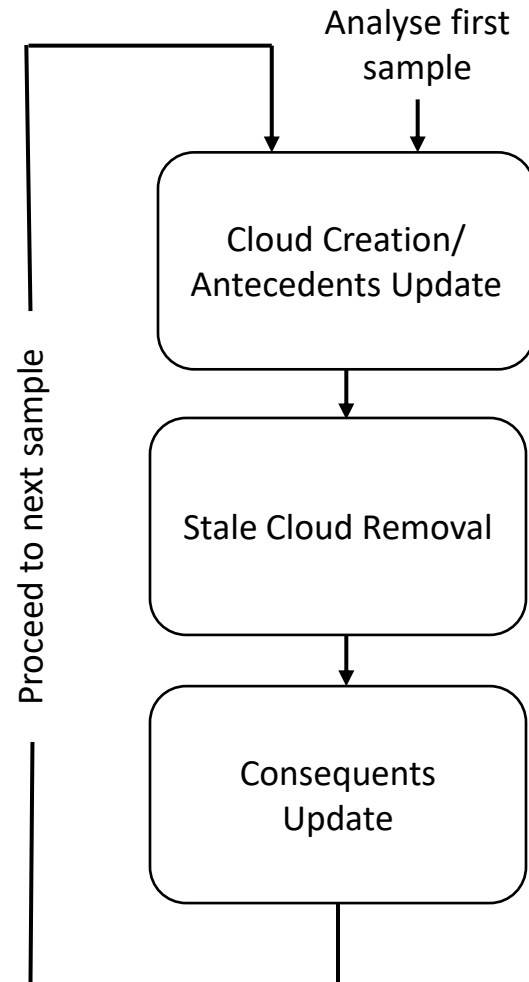 Analyse first
sample
Cloud Creation/
Antecedents Update
Stale Cloud Removal
Consequents
Update
Proceed to next sample